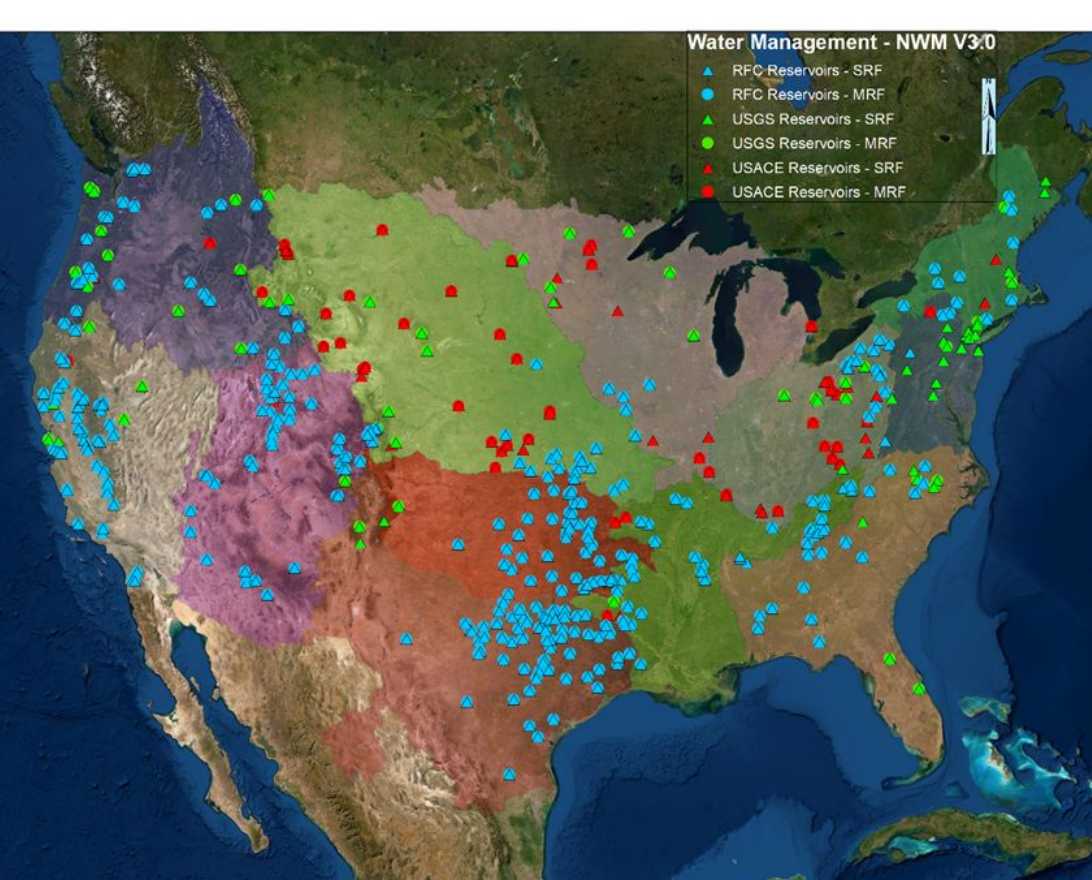 Water Management - NWM V3.0
RFC Reservoirs - SRF
RFC Reservoirs - MRF
USGS Reservoirs - SRF
USGS Reservoirs - MRF
USACE Reservoirs - SRF
USACE Reservoirs - MRF